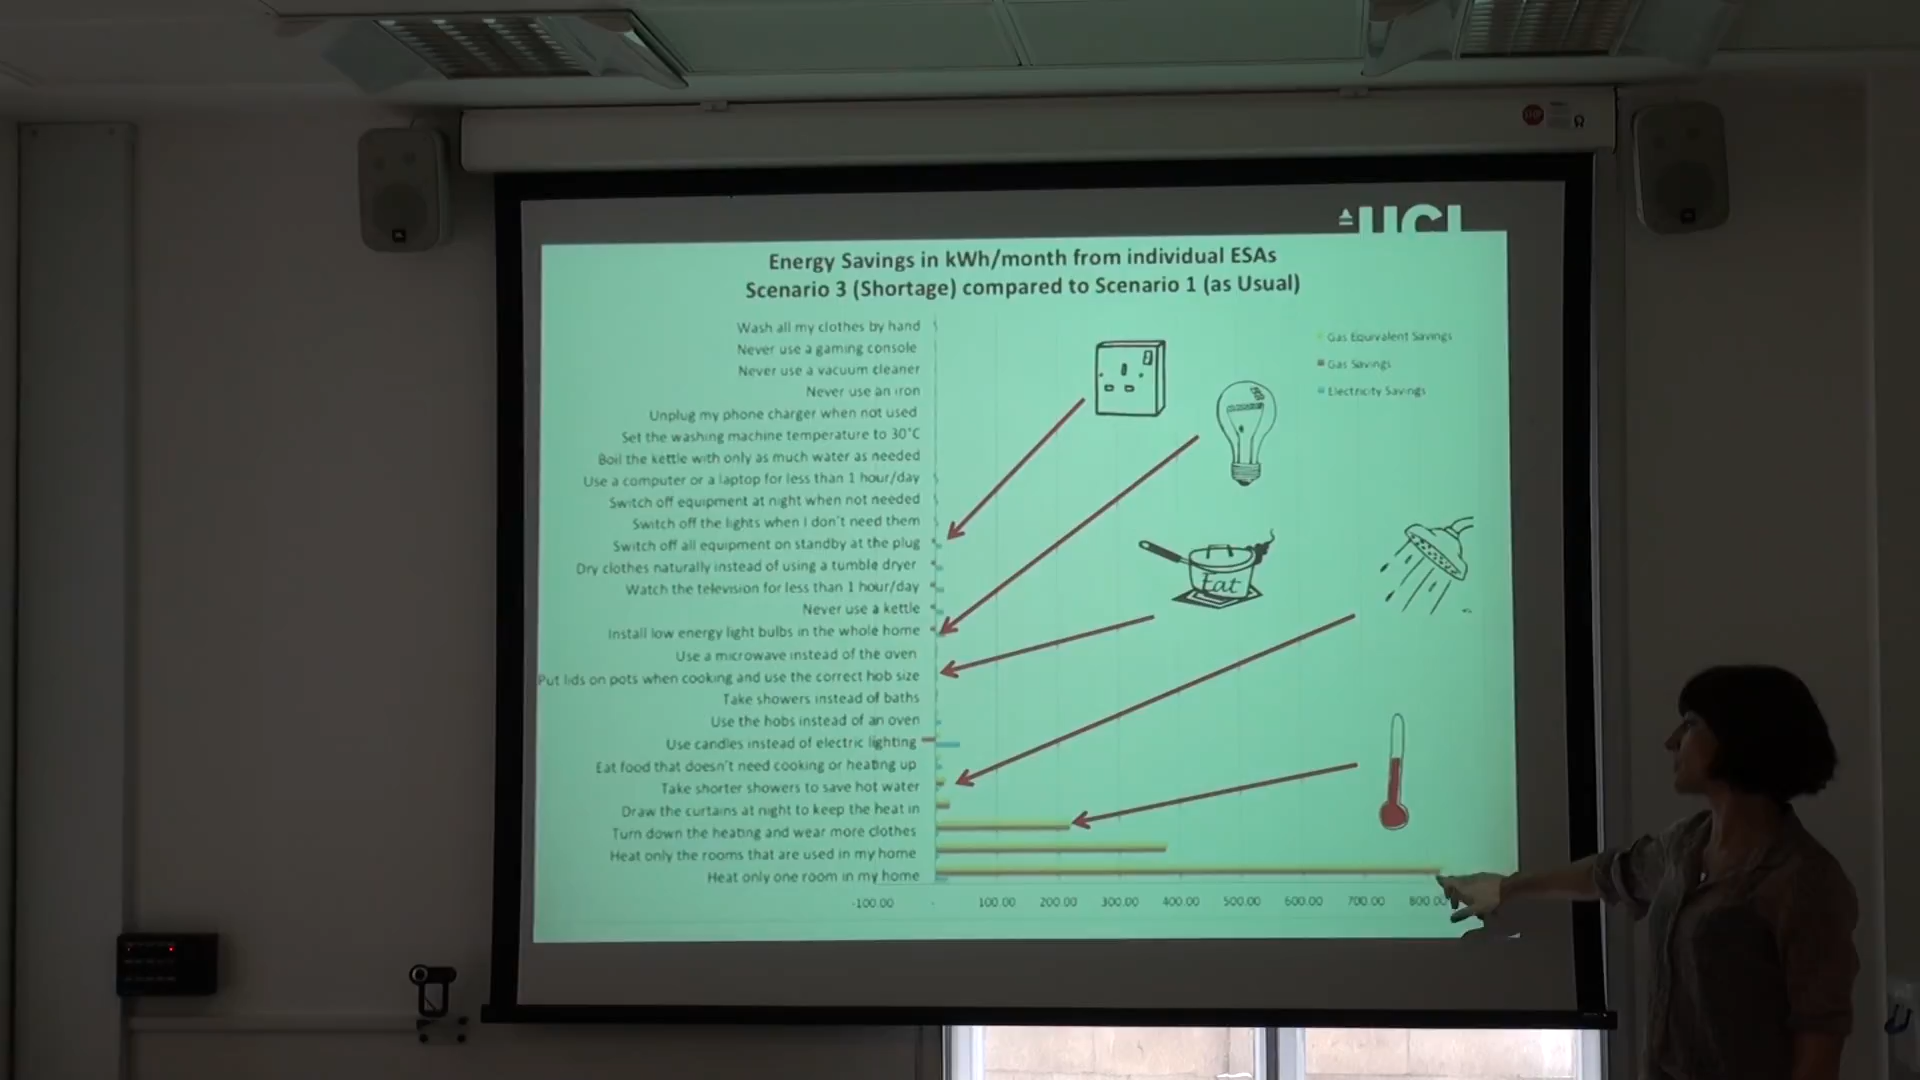 UCL
Energy Savings in kWh/month from individual ESAs
Scenario 3 (Shortage) compared to Scenario 1 (as Usual)
Wash all my clothes by hand
Never use a gaming console
Never use a vacuum cleaner
Never use an iron
Unplug my phone charger when not used
Set the washing machine temperature to 30°C
Boil the kettle with only as much water as needed
Use a computer or a laptop for less than 1 hour/day
Switch off equipment at night when not needed
Switch off the lights when I don't need them
Switch off all equipment on standby at the plug
Dry clothes naturally instead of using a tumble dryer
Watch the television for less than 1 hour/day
Never use a kettle
Install low energy light bulbs in the whole home
Use a microwave instead of the oven
Put lids on pots when cooking and use the correct hob size
Take showers instead of baths
Use the hobs instead of an oven
Use candles instead of electric lighting
Eat food that doesn't need cooking or heating up
Take shorter showers to save hot water
Draw the curtains at night to keep the heat in
Turn down the heating and wear more clothes
Heat only the rooms that are used in my home
Heat only one room in my home
-100.00 - 100.00 200.00 300.00 400.00 500.00 600.00 700.00 800.00
Gas Equivalent Savings
Gas Savings
Electricity Savings
Eat
STOP